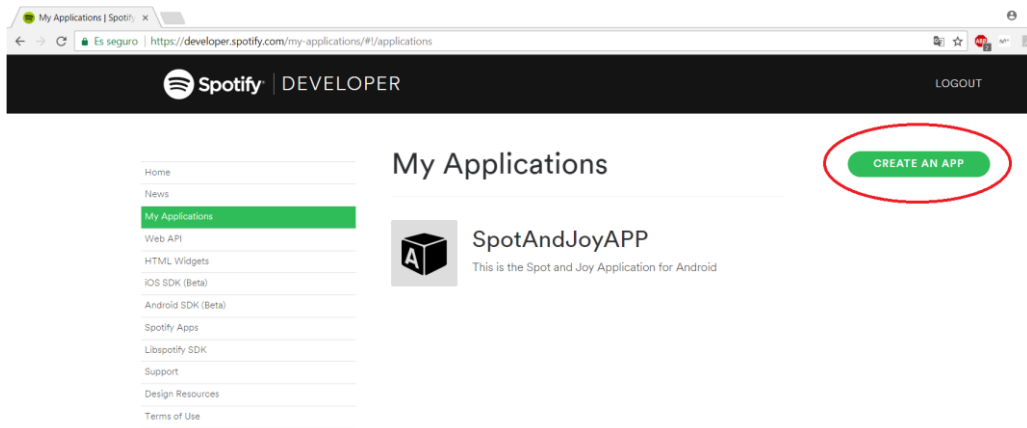 My Applications | Spotify
Es seguro | https://developer.spotify.com/my-applications/#!/applications
Spotify | DEVELOPER
LOGOUT
My Applications
CREATE AN APP
Home
News
My Applications
Web API
HTML Widgets
iOS SDK (Beta)
Android SDK (Beta)
Spotify Apps
Libspotify SDK
Support
Design Resources
Terms of Use
A
SpotAndJoyAPP
This is the Spot and Joy Application for Android